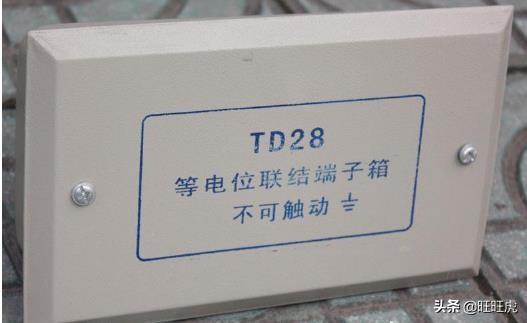 TD28
等电位联结端子箱
不可触动
头条 @旺旺虎